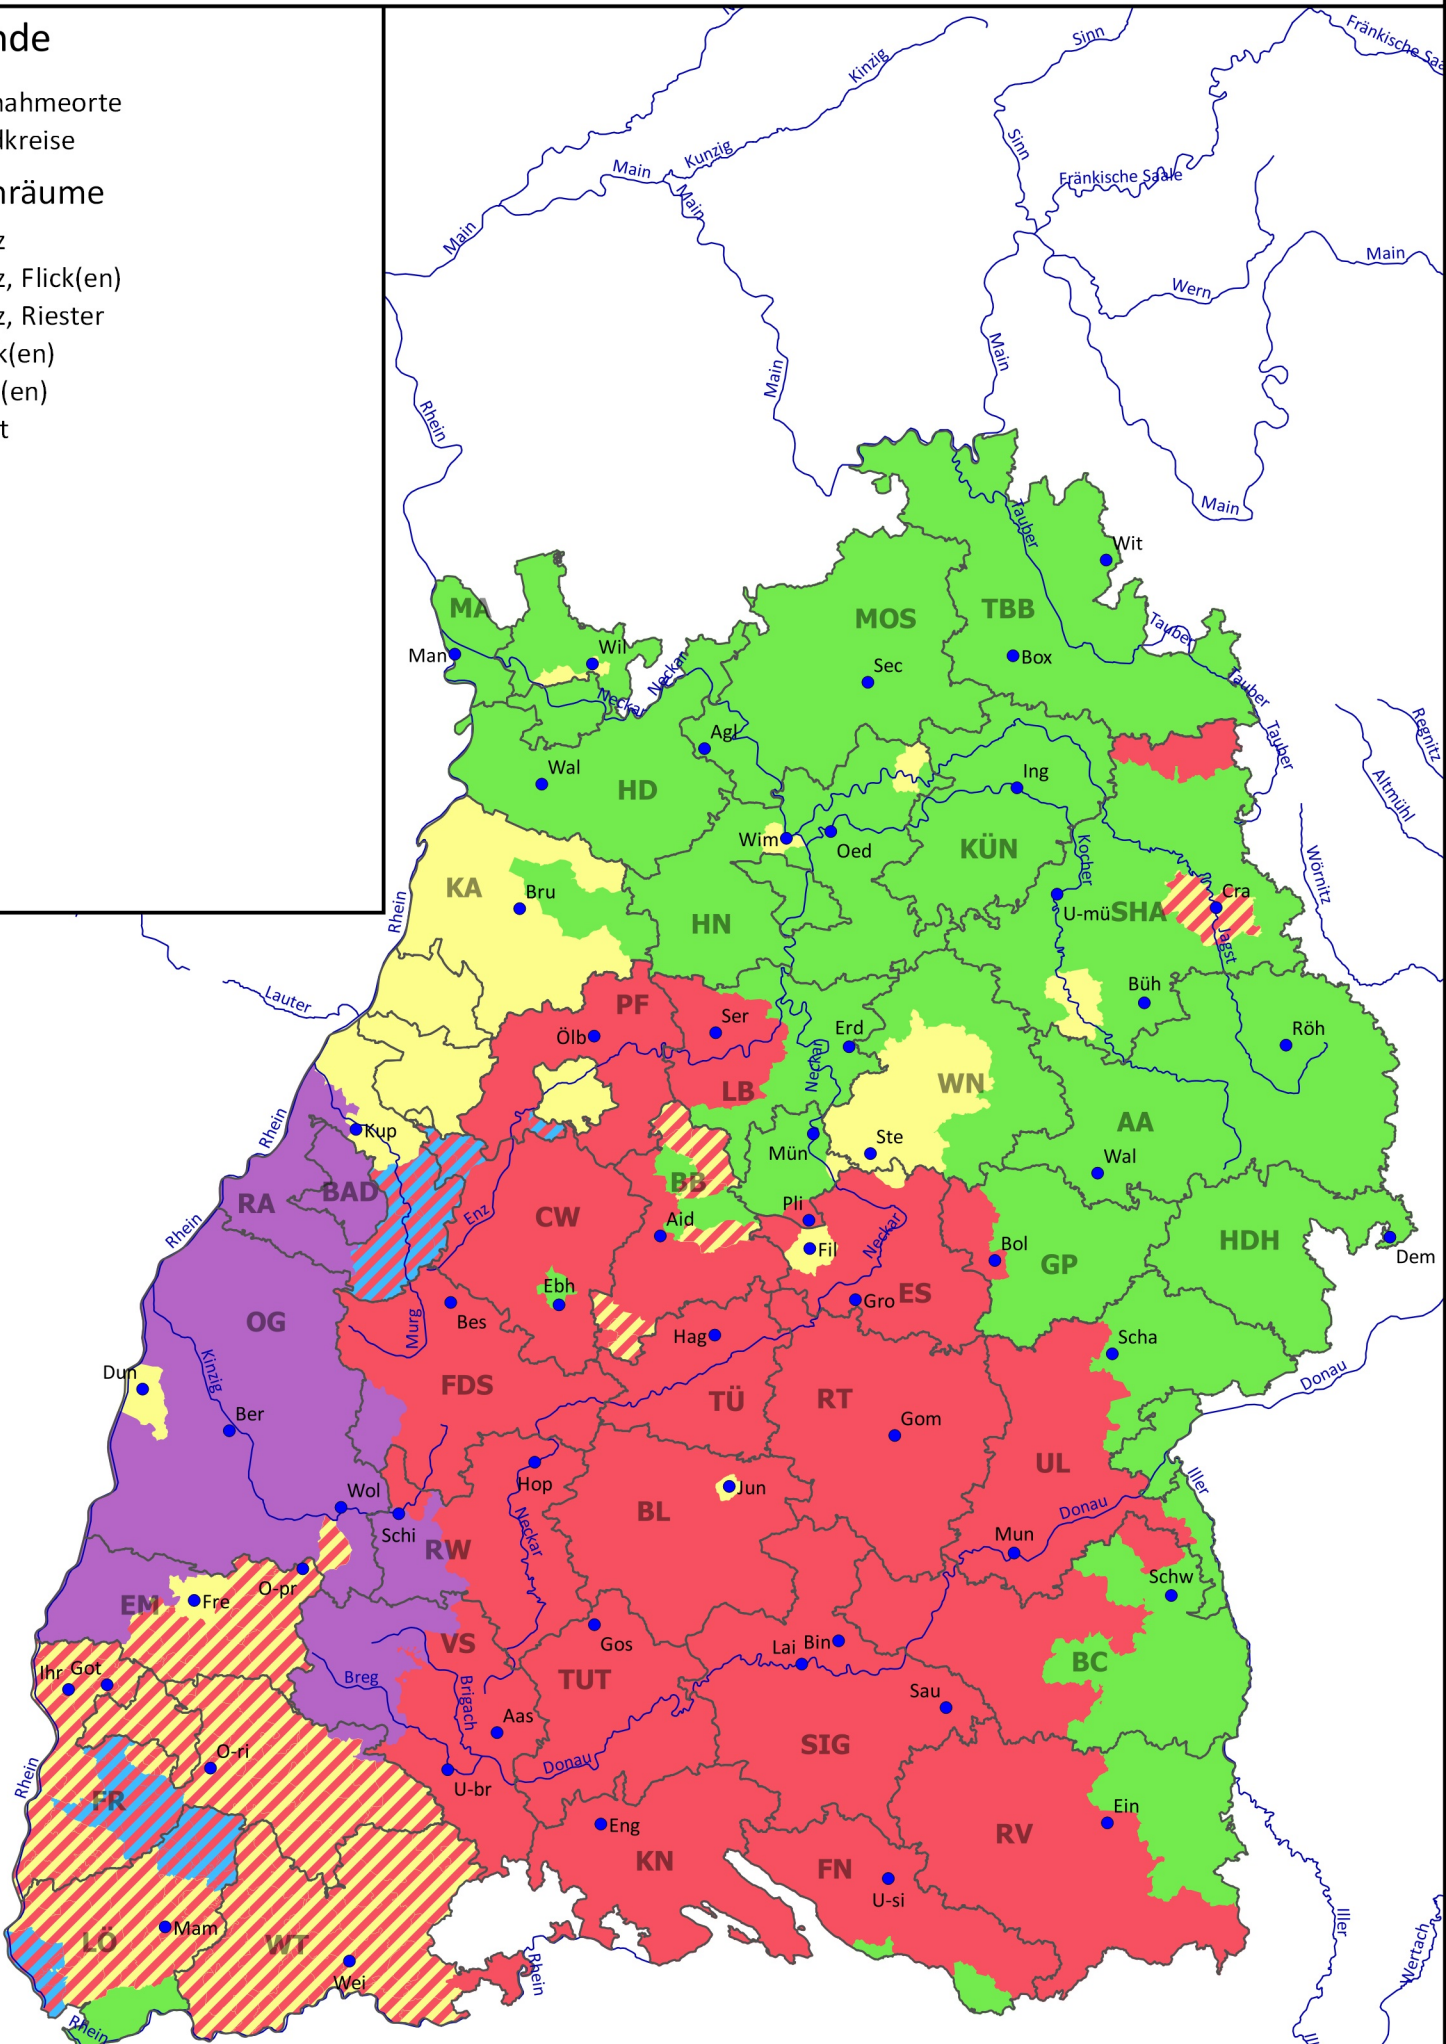 nde
nahmeorte
dkreise
nräume
z
z, Flick(en)
z, Riester
k(en)
(en)
t
Kinzig
Sinn
Fränkische Saa
Sinn
Kunzig
Main
Main
Fränkische Saale
Main
Main
Wern
Main
Main
Rhein
Main
Tauber
Wit
MA
MOS
TBB
Tauber
Man
Wil
Neckar
Sec
Box
Neckar
Tauber
Agl
Tauber
Regnitz
Wal
HD
Ing
Altmühl
Wim
Oed
KÜN
Kocher
Wörnitz
KA
Bru
Rhein
HN
U-mü
SHA
Cra
Jagst
Lauter
PF
Ser
Büh
Ölb
Erd
Röh
Neckar
LB
WN
Rhein
Kup
AA
Mün
Ste
Wal
BB
BAD
RA
CW
Enz
Aid
Pli
Rhein
Neckar
Fil
Bol
GP
HDH
Dem
Ebh
ES
Gro
OG
Bes
Murg
Hag
Scha
Dun
Kinzig
Donau
FDS
TÜ
RT
Ber
Gom
UL
Wol
Hop
Jun
Iller
Schi
BL
Donau
Neckar
RW
Mun
O-pr
Schw
EM
Fre
VS
Gos
Lai
Bin
BC
Ihr
Got
Breg
TUT
Brigach
Sau
Aas
SIG
O-ri
Donau
Rhein
U-br
FR
Eng
Ein
RV
KN
FN
U-si
Mam
LÖ
WT
Wei
Rhein
Iller
Wertach
Rhein